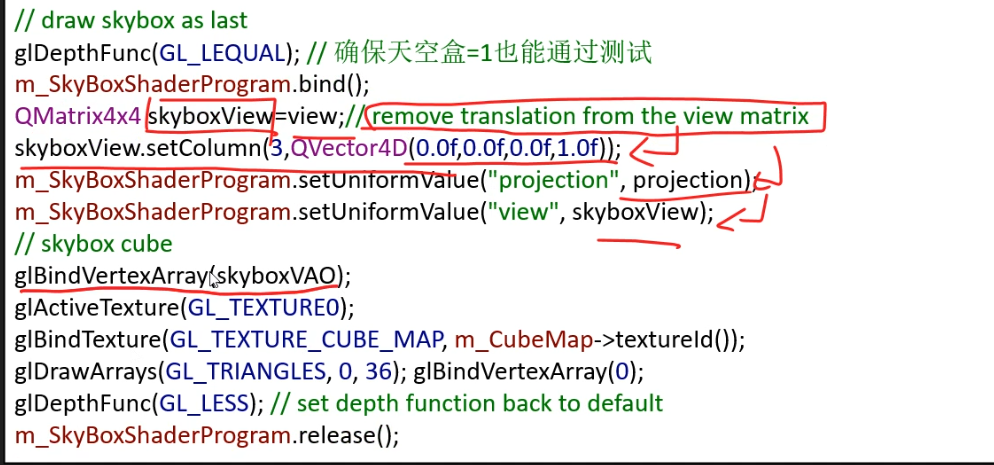 // draw skybox as last
glDepthFunc(GL_LEQUAL); // 确保天空盒=1也能通过测试
m_SkyBoxShaderProgram.bind();
QMatrix4x4 skyboxView=view;// remove translation from the view matrix
skyboxView.setColumn(3,QVector4D(0.0f,0.0f,0.0f,1.0f));
m_SkyBoxShaderProgram.setUniformValue("projection", projection);
m_SkyBoxShaderProgram.setUniformValue("view", skyboxView);
// skybox cube
glBindVertexArray(skyboxVAO);
glActiveTexture(GL_TEXTURE0);
glBindTexture(GL_TEXTURE_CUBE_MAP, m_CubeMap->textureId());
glDrawArrays(GL_TRIANGLES, 0, 36); glBindVertexArray(0);
glDepthFunc(GL_LESS); // set depth function back to default
m_SkyBoxShaderProgram.release();